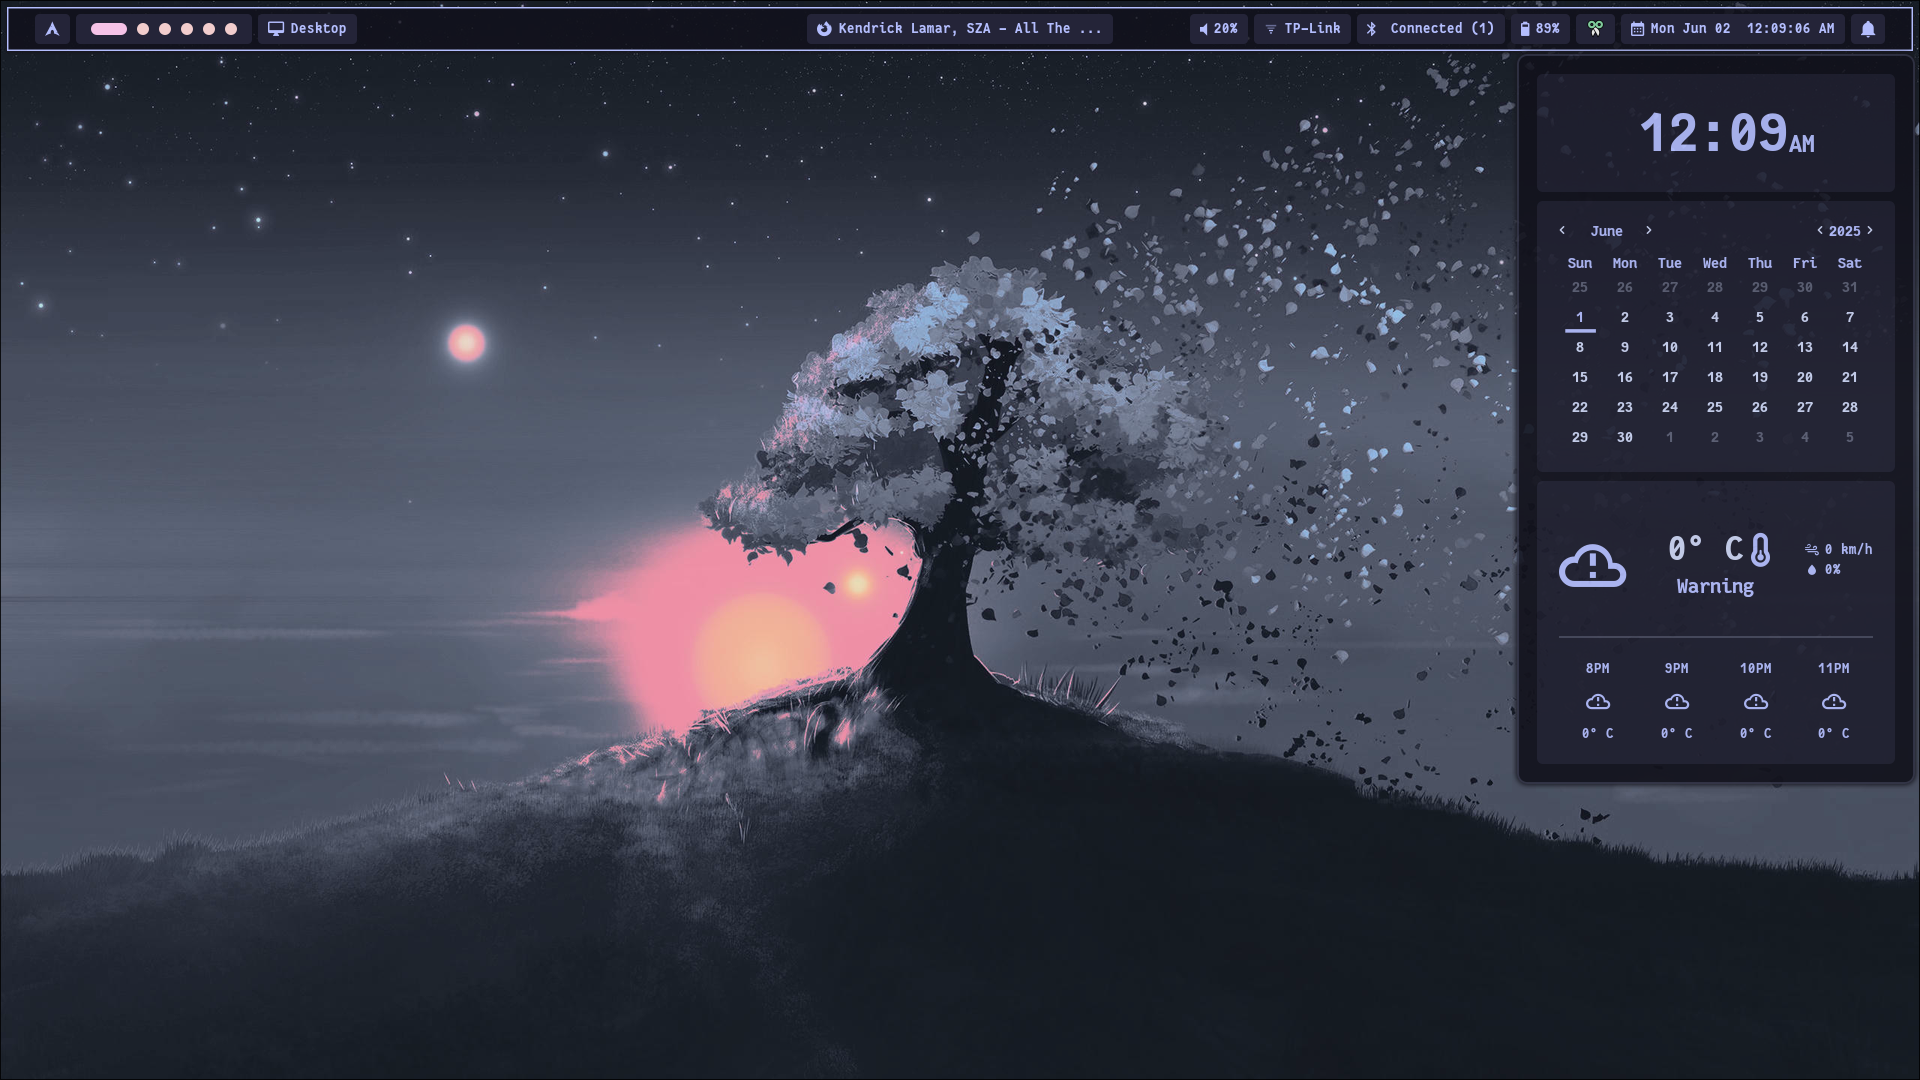 Desktop
Kendrick Lamar, SZA - All The ...
20%
TP-Link
Connected (1)
89%
Mon Jun 02 12:09:06 AM
12:09AM
June
2025
Sun Mon Tue Wed Thu Fri Sat
25 26 27 28 29 30 31
1 2 3 4 5 6 7
8 9 10 11 12 13 14
15 16 17 18 19 20 21
22 23 24 25 26 27 28
29 30 1 2 3 4 5
0° C
Warning
0 km/h
0%
8PM 9PM 10PM 11PM
0° C 0° C 0° C 0° C